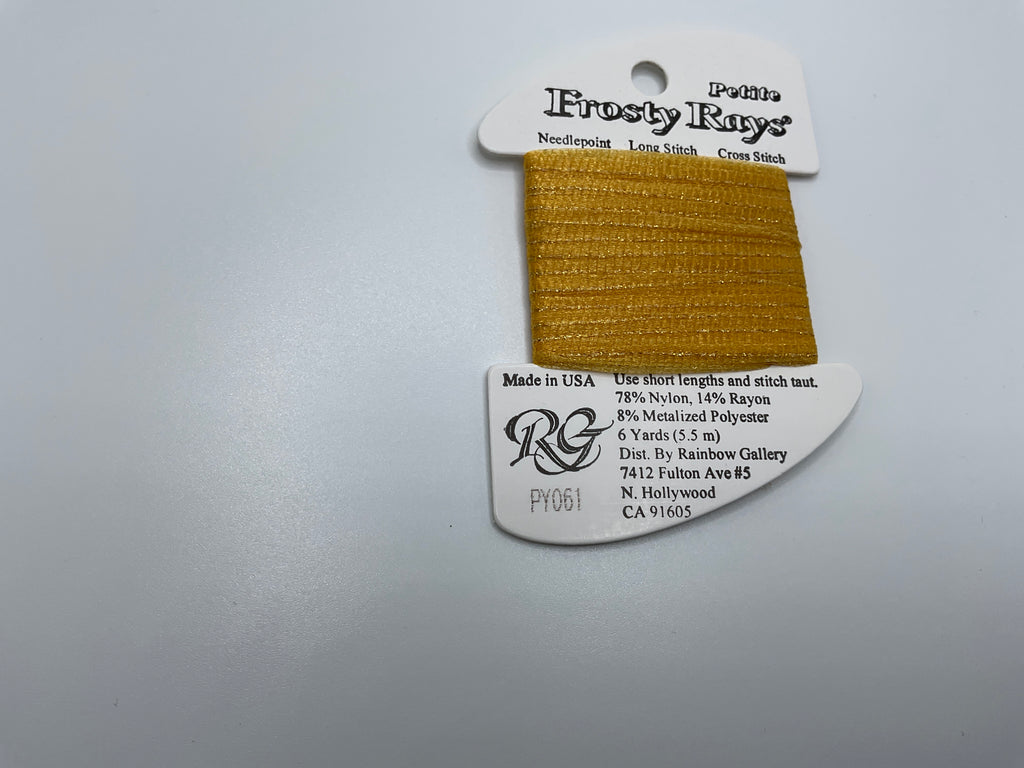 Petite
Frosty Rays®
Needlepoint Long Stitch Cross Stitch
Made in USA
RG
PY061
Use short lengths and stitch taut.
78% Nylon, 14% Rayon
8% Metalized Polyester
6 Yards (5.5 m)
Dist. By Rainbow Gallery
7412 Fulton Ave #5
N. Hollywood
CA 91605